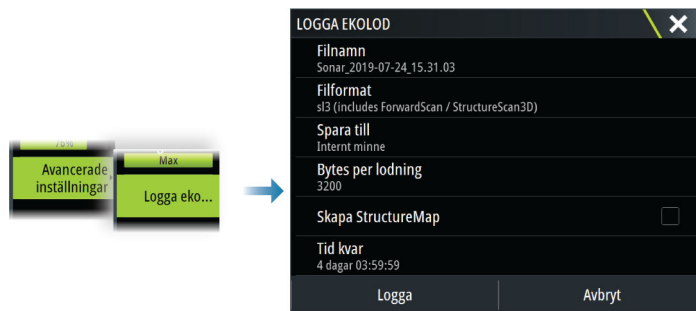 76%
Avancerade
inställningar
Max
Logga eko...
LOGGA EKOLOD
Filnamn
Sonar_2019-07-24_15.31.03
Filformat
sl3 (includes ForwardScan / StructureScan3D)
Spara till
Internt minne
Bytes per lodning
3200
Skapa StructureMap
Tid kvar
4 dagar 03:59:59
Logga
Avbryt